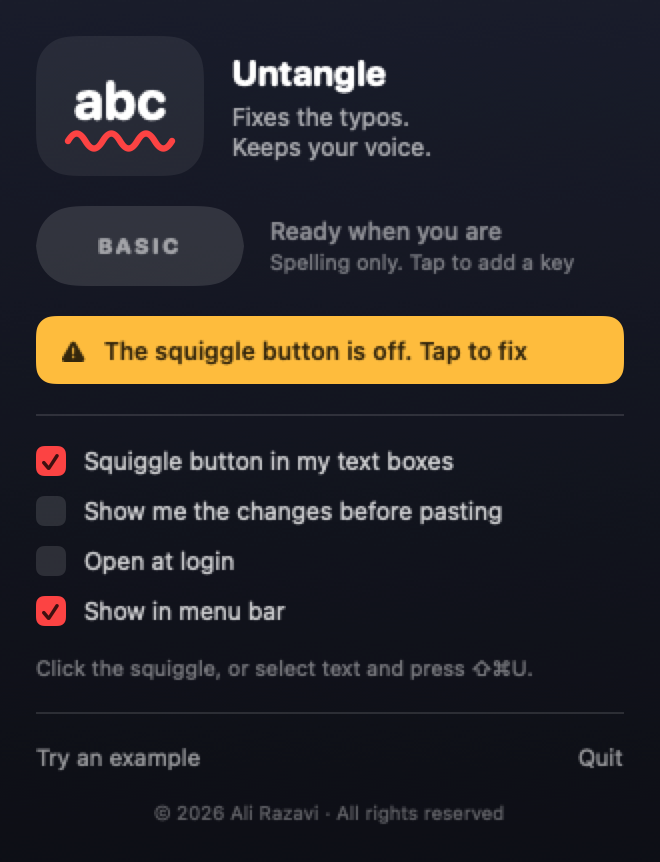 abc
Untangle
Fixes the typos.
Keeps your voice.
BASIC
Ready when you are
Spelling only. Tap to add a key
The squiggle button is off. Tap to fix
Squiggle button in my text boxes
Show me the changes before pasting
Open at login
Show in menu bar
Click the squiggle, or select text and press ⇧⌘U.
Try an example
Quit
© 2026 Ali Razavi · All rights reserved